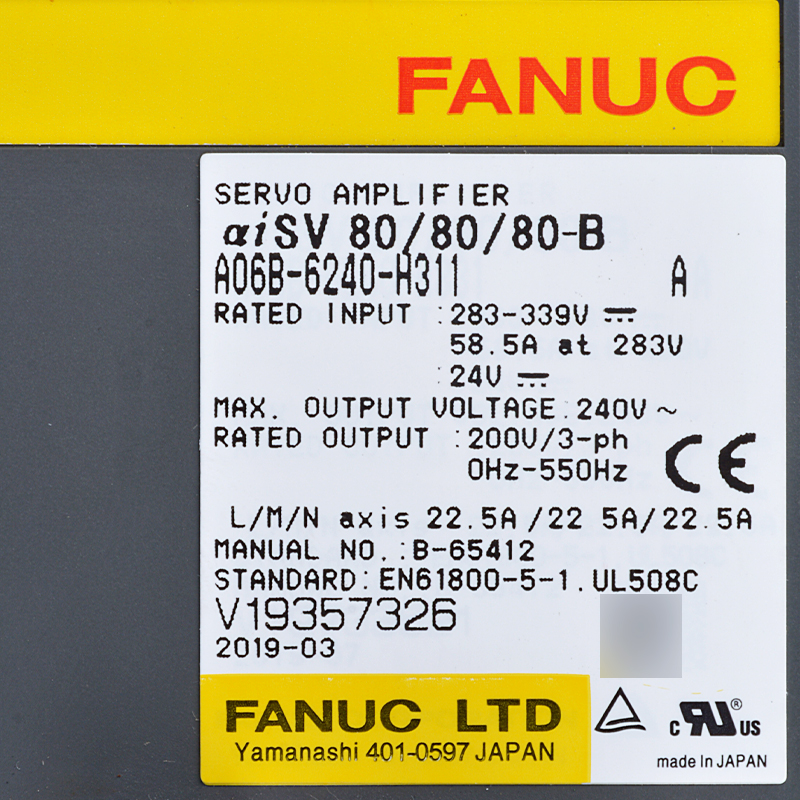 FANUC
SERVO AMPLIFIER
αiSV 80/80/80-B
A06B-6240-H311 A
RATED INPUT :283-339V ⎓
58.5A at 283V
:24V ⎓
MAX. OUTPUT VOLTAGE:240V ~
RATED OUTPUT :200V/3-ph
0Hz-550Hz
CE
L/M/N axis 22.5A/22 5A/22.5A
MANUAL NO.:B-65412
STANDARD:EN61800-5-1.UL508C
V19357326
2019-03
FANUC LTD
Yamanashi 401-0597 JAPAN
c RU ® US
made In JAPAN